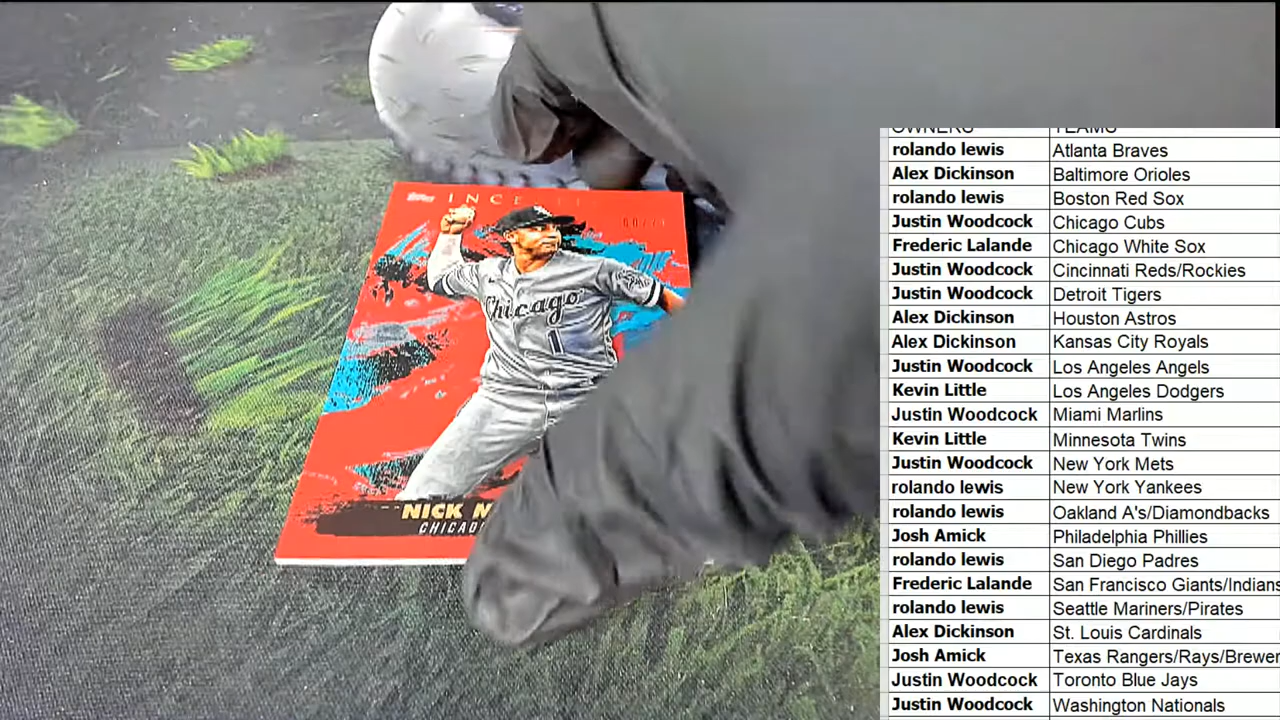 OWNERS TEAMS
rolando lewis Atlanta Braves
Alex Dickinson Baltimore Orioles
rolando lewis Boston Red Sox
Justin Woodcock Chicago Cubs
Frederic Lalande Chicago White Sox
Justin Woodcock Cincinnati Reds/Rockies
Justin Woodcock Detroit Tigers
Alex Dickinson Houston Astros
Alex Dickinson Kansas City Royals
Justin Woodcock Los Angeles Angels
Kevin Little Los Angeles Dodgers
Justin Woodcock Miami Marlins
Kevin Little Minnesota Twins
Justin Woodcock New York Mets
rolando lewis New York Yankees
rolando lewis Oakland A's/Diamondbacks
Josh Amick Philadelphia Phillies
rolando lewis San Diego Padres
Frederic Lalande San Francisco Giants/Indians
rolando lewis Seattle Mariners/Pirates
Alex Dickinson St. Louis Cardinals
Josh Amick Texas Rangers/Rays/Brewer
Justin Woodcock Toronto Blue Jays
Justin Woodcock Washington Nationals
topps INCE
Chicago
1
NICK M
CHICAG